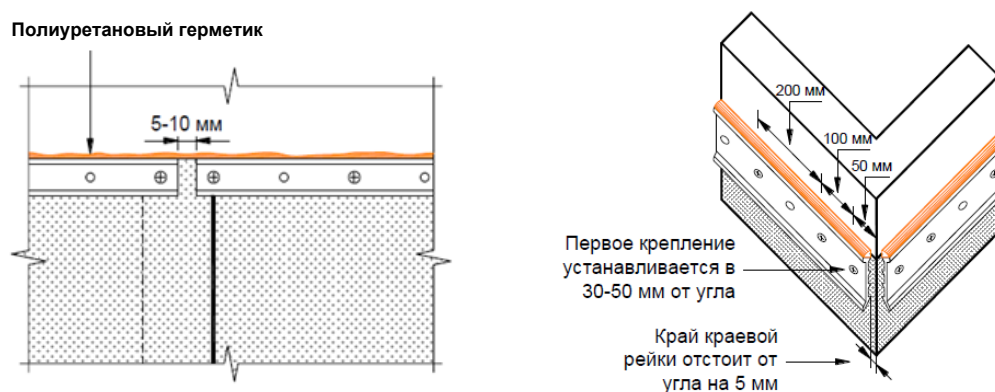 Полиуретановый герметик
5-10 мм
200 мм
100 мм
50 мм
Первое крепление
устанавливается в
30-50 мм от угла
Край краевой
рейки отстоит от
угла на 5 мм